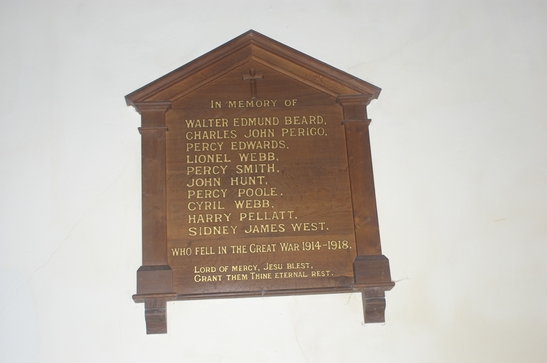 IN MEMORY OF
WALTER EDMUND BEARD,
CHARLES JOHN PERIGO,
PERCY EDWARDS,
LIONEL WEBB,
PERCY SMITH,
JOHN HUNT,
PERCY POOLE,
CYRIL WEBB,
HARRY PELLATT,
SIDNEY JAMES WEST.
WHO FELL IN THE GREAT WAR 1914-1918.
LORD OF MERCY, JESU BLEST,
GRANT THEM THINE ETERNAL REST.